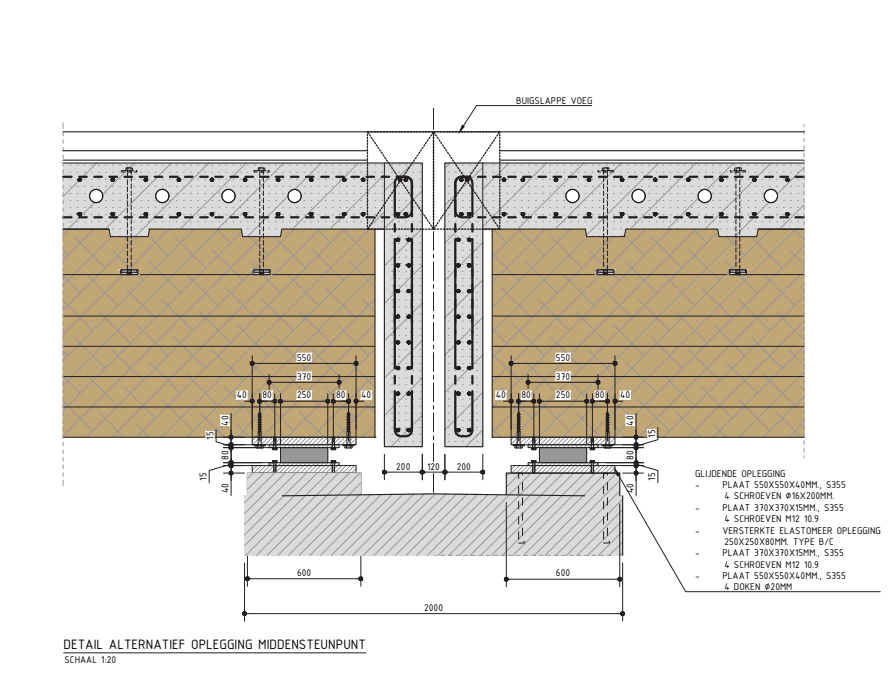 BUIGSLAPPE VOEG
550
550
370
370
40 80 250 80 40
40 80 250 80 40
40
40
15
15
80
80
200 120 200
15
15
40
40
GLIJDENDE OPLEGGING
- PLAAT 550X550X40MM., S355
4 SCHROEVEN Ø16X200MM.
- PLAAT 370X370X15MM., S355
4 SCHROEVEN M12 10.9
- VERSTERKTE ELASTOMEER OPLEGGING
250X250X80MM. TYPE B/C
- PLAAT 370X370X15MM., S355
4 SCHROEVEN M12 10.9
- PLAAT 550X550X40MM., S355
4 DOKEN Ø20MM
600
600
2000
DETAIL ALTERNATIEF OPLEGGING MIDDENSTEUNPUNT
SCHAAL 1:20